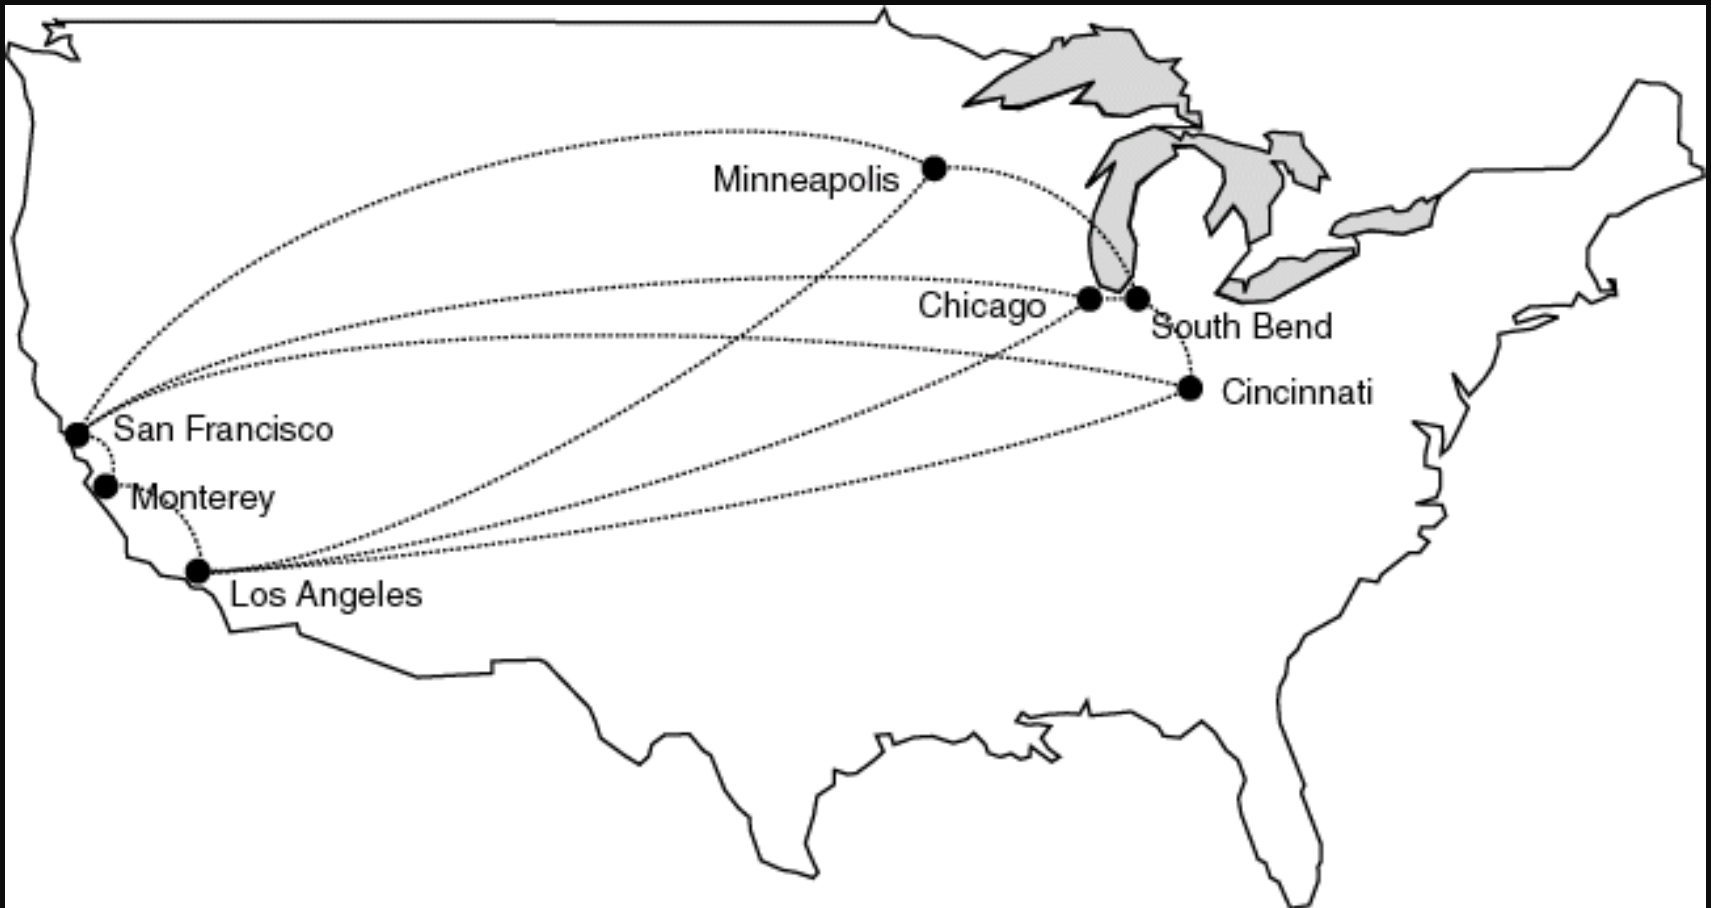 Minneapolis
Chicago
South Bend
Cincinnati
San Francisco
Monterey
Los Angeles